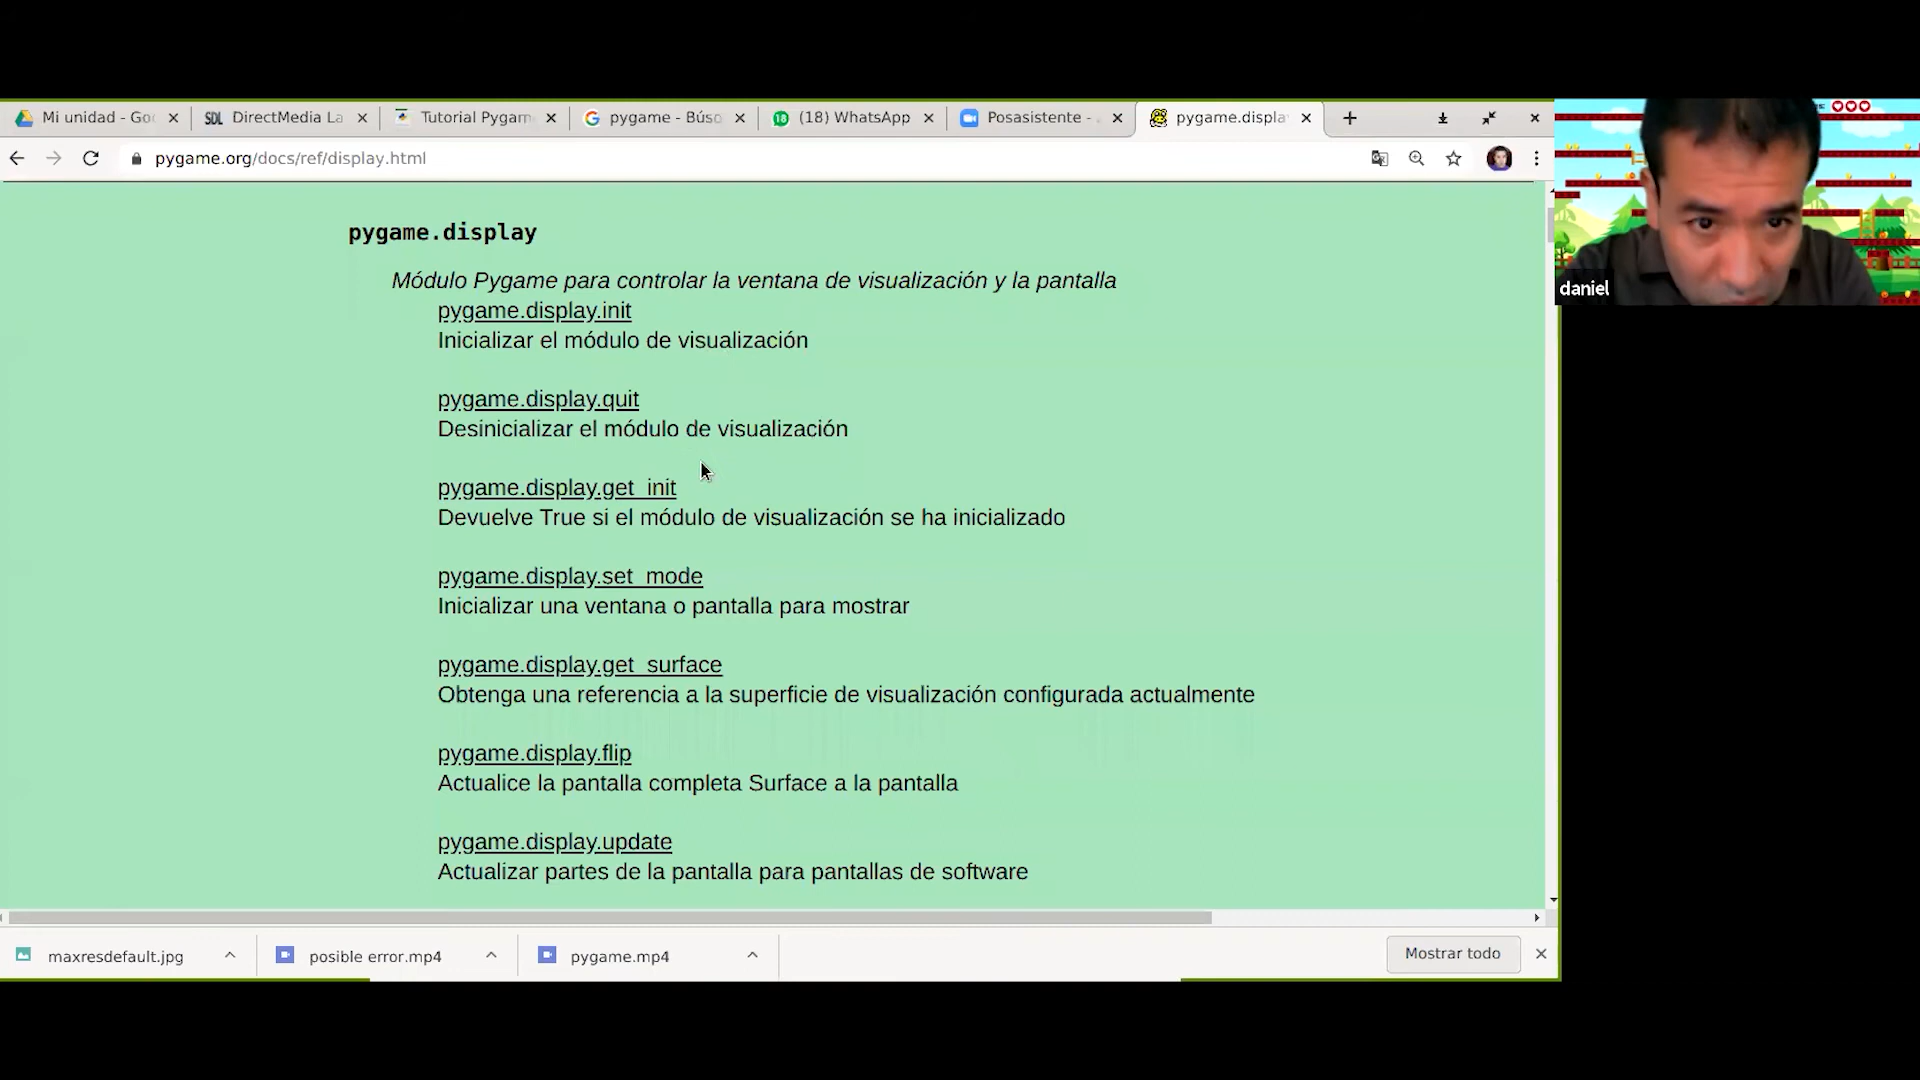 Mi unidad - Go
SDL DirectMedia La
Tutorial Pygam
pygame - Búsc
(18) WhatsApp
Posasistente -
pygame.displa
pygame.org/docs/ref/display.html
pygame.display
Módulo Pygame para controlar la ventana de visualización y la pantalla
pygame.display.init
Inicializar el módulo de visualización
pygame.display.quit
Desinicializar el módulo de visualización
pygame.display.get_init
Devuelve True si el módulo de visualización se ha inicializado
pygame.display.set_mode
Inicializar una ventana o pantalla para mostrar
pygame.display.get_surface
Obtenga una referencia a la superficie de visualización configurada actualmente
pygame.display.flip
Actualice la pantalla completa Surface a la pantalla
pygame.display.update
Actualizar partes de la pantalla para pantallas de software
daniel
maxresdefault.jpg
posible error.mp4
pygame.mp4
Mostrar todo